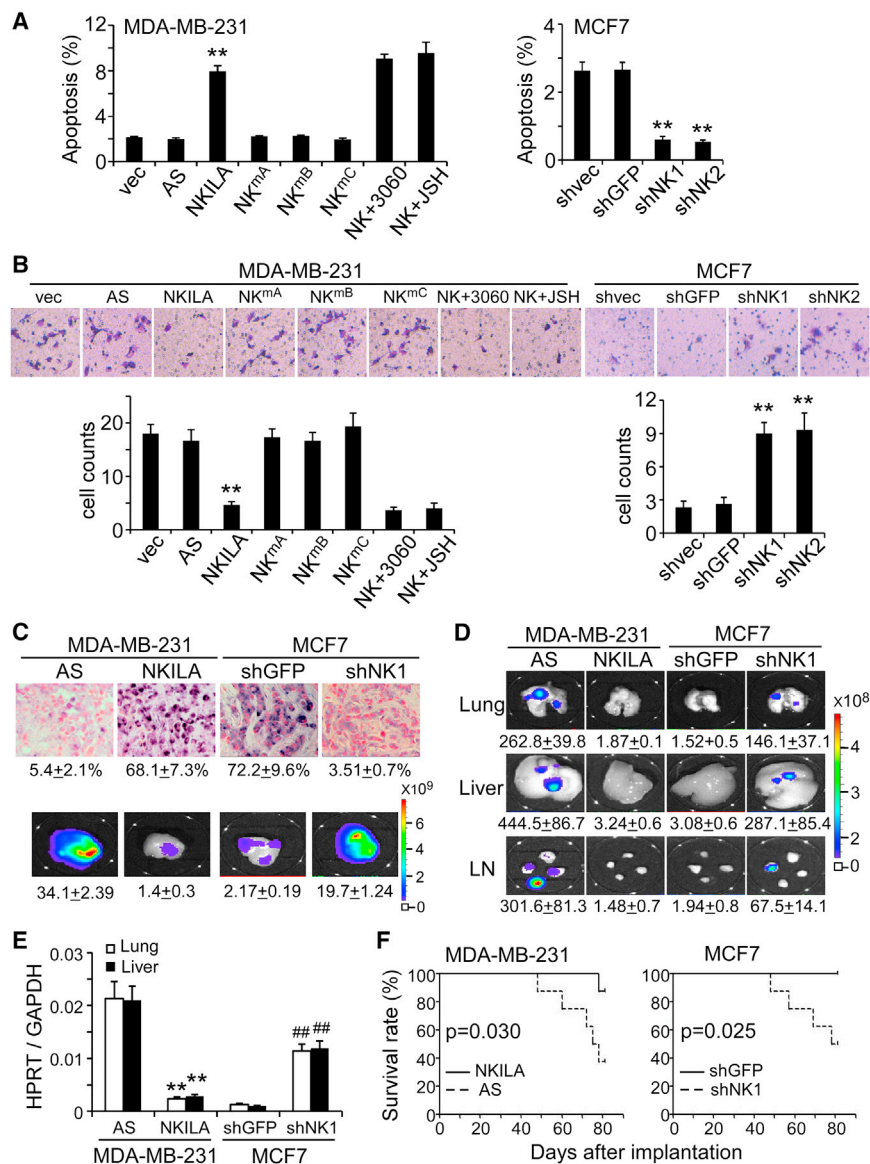 A
MDA-MB-231
MCF7
Apoptosis (%)
12
8
4
0
**
vec
AS
NKILA
NKmA
NKmB
NKmC
NK+3060
NK+JSH
Apoptosis (%)
4
2
0
**
**
shvec
shGFP
shNK1
shNK2
B
MDA-MB-231
MCF7
vec AS NKILA NKmA NKmB NKmC NK+3060 NK+JSH shvec shGFP shNK1 shNK2
cell counts
20
10
0
**
vec
AS
NKILA
NKmA
NKmB
NKmC
NK+3060
NK+JSH
cell counts
12
9
6
3
0
**
**
shvec
shGFP
shNK1
shNK2
C
MDA-MB-231 MCF7
AS NKILA shGFP shNK1
5.4±2.1% 68.1±7.3% 72.2±9.6% 3.51±0.7%
X10⁹
6
4
2
0
34.1±2.39 1.4±0.3 2.17±0.19 19.7±1.24
D
MDA-MB-231 MCF7
AS NKILA shGFP shNK1
Lung
262.8±39.8 1.87±0.1 1.52±0.5 146.1±37.1
Liver
444.5±86.7 3.24±0.6 3.08±0.6 287.1±85.4
LN
301.6±81.3 1.48±0.7 1.94±0.8 67.5±14.1
X10⁸
8
6
4
2
0
E
HPRT / GAPDH
0.03
0.02
0.01
0
Lung
Liver
**
**
##
##
AS NKILA shGFP shNK1
MDA-MB-231 MCF7
F
MDA-MB-231 MCF7
Survival rate (%)
100
80
60
40
20
0
p=0.030
NKILA
AS
0 20 40 60 80
100
80
60
40
20
0
p=0.025
shGFP
shNK1
0 20 40 60 80
Days after implantation